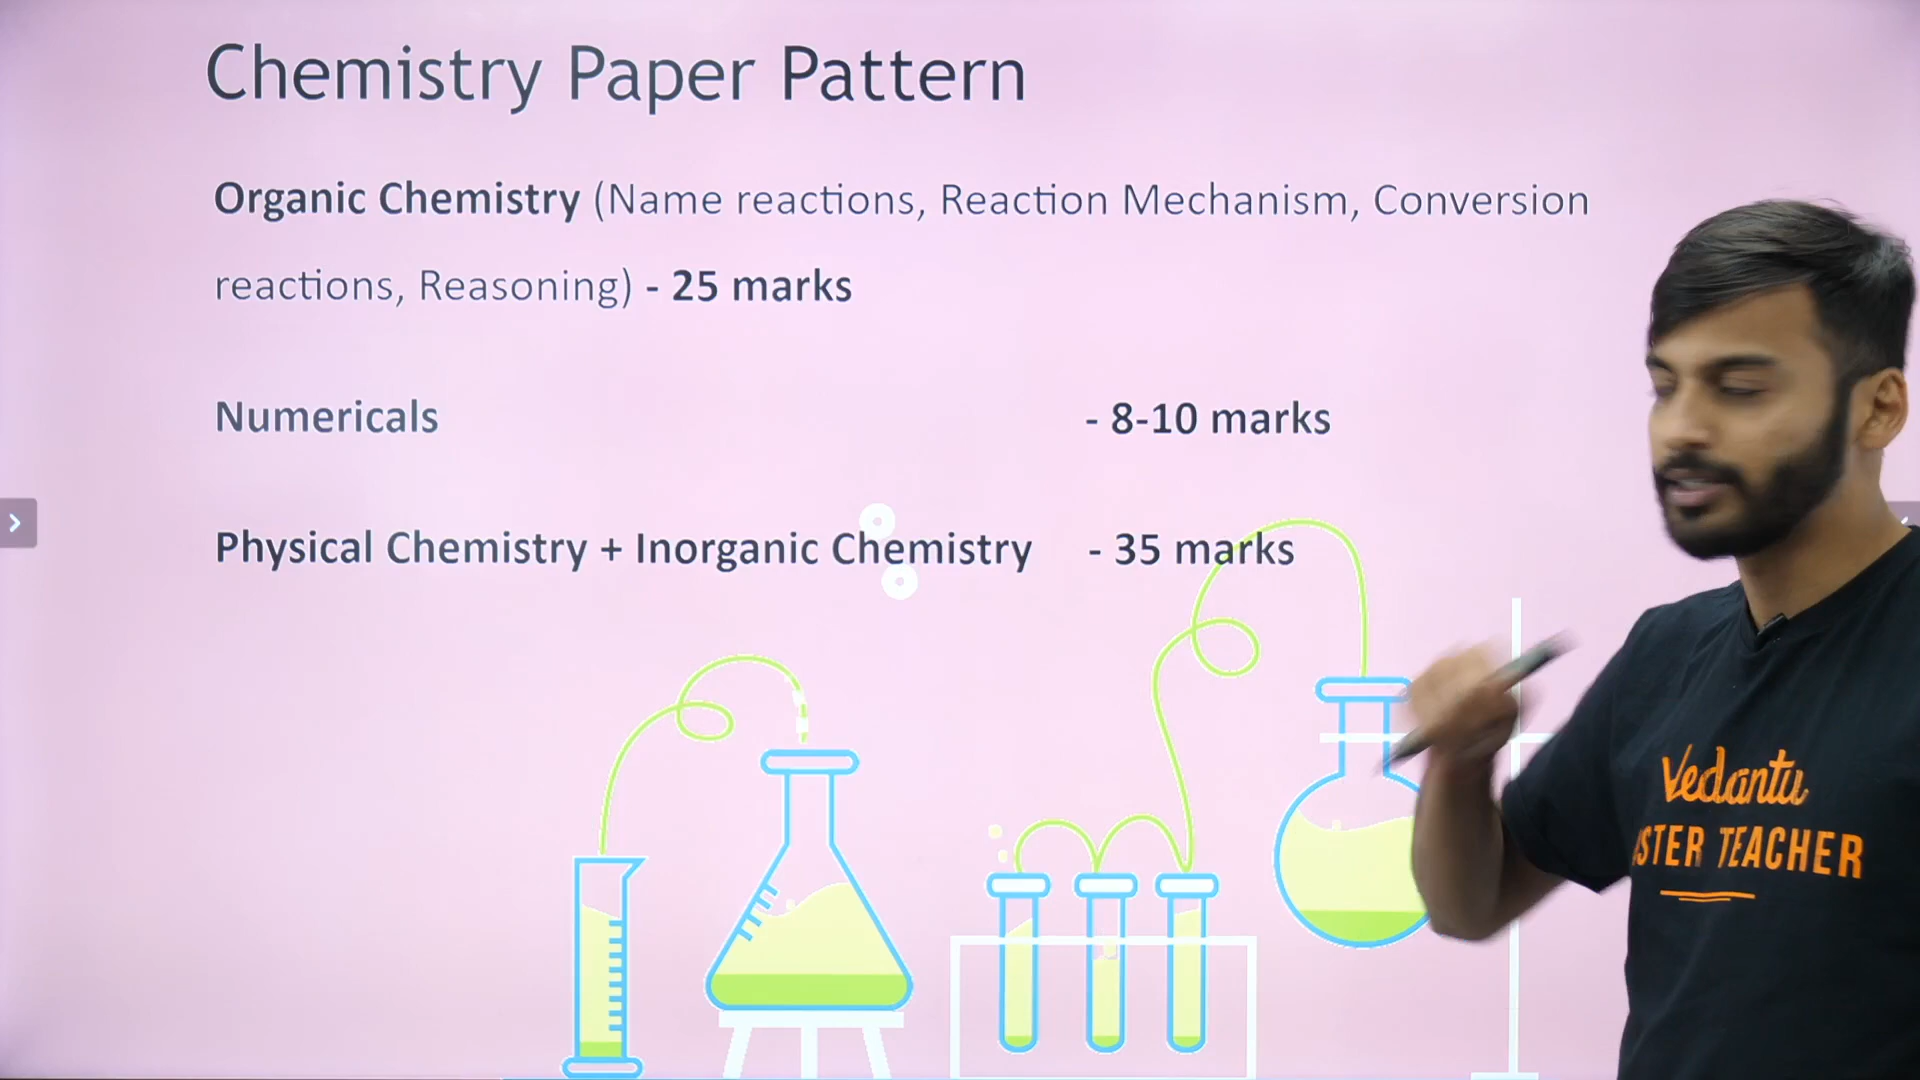 Chemistry Paper Pattern
Organic Chemistry (Name reactions, Reaction Mechanism, Conversion
reactions, Reasoning) - 25 marks
Numericals - 8-10 marks
Physical Chemistry + Inorganic Chemistry - 35 marks
Vedantu
STER TEACHER